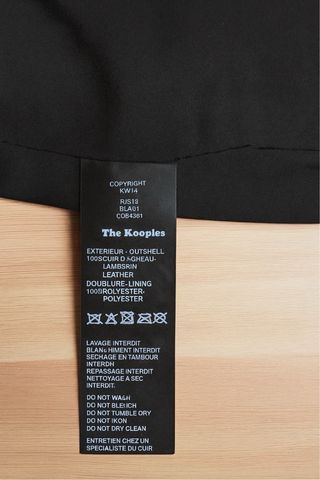 COPYRIGHT
KW14
RJS19
BLA01
COB4361
The Kooples
EXTERIEUR - OUTSHELL
100%CUIR D'AGNEAU-
LAMBSKIN
LEATHER
DOUBLURE-LINING
100%POLYESTER-
POLYESTER
LAVAGE INTERDIT
BLANCHIMENT INTERDIT
SECHAGE EN TAMBOUR
INTERDIT
REPASSAGE INTERDIT
NETTOYAGE A SEC
INTERDIT.
DO NOT WASH
DO NOT BLEACH
DO NOT TUMBLE DRY
DO NOT IRON
DO NOT DRY CLEAN
ENTRETIEN CHEZ UN
SPECIALISTE DU CUIR